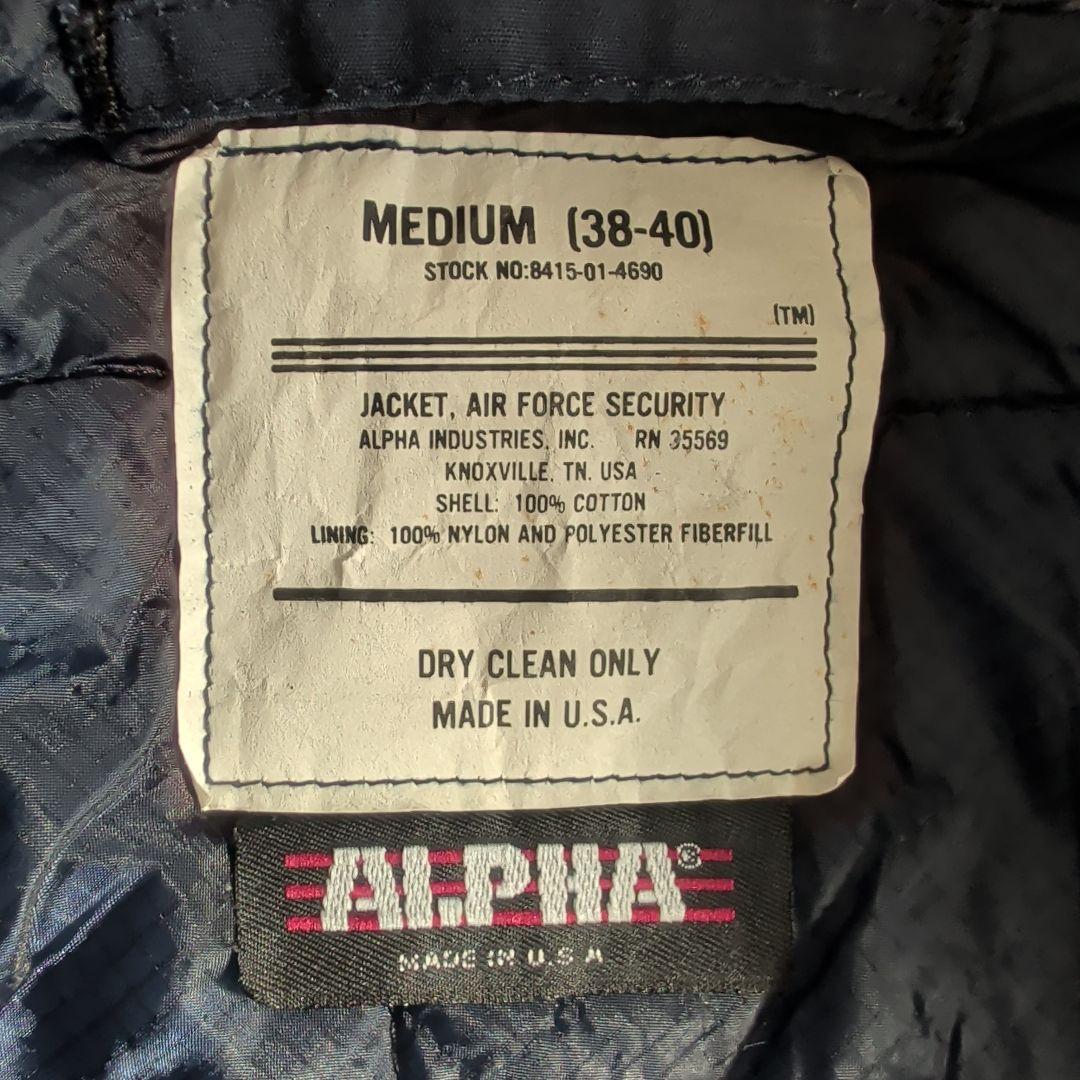 MEDIUM (38-40)
STOCK NO:8415-01-4690
(TM)
JACKET, AIR FORCE SECURITY
ALPHA INDUSTRIES, INC. RN 35569
KNOXVILLE, TN. USA
SHELL: 100% COTTON
LINING: 100% NYLON AND POLYESTER FIBERFILL
DRY CLEAN ONLY
MADE IN U.S.A.
ALPHA®
MADE IN U.S A